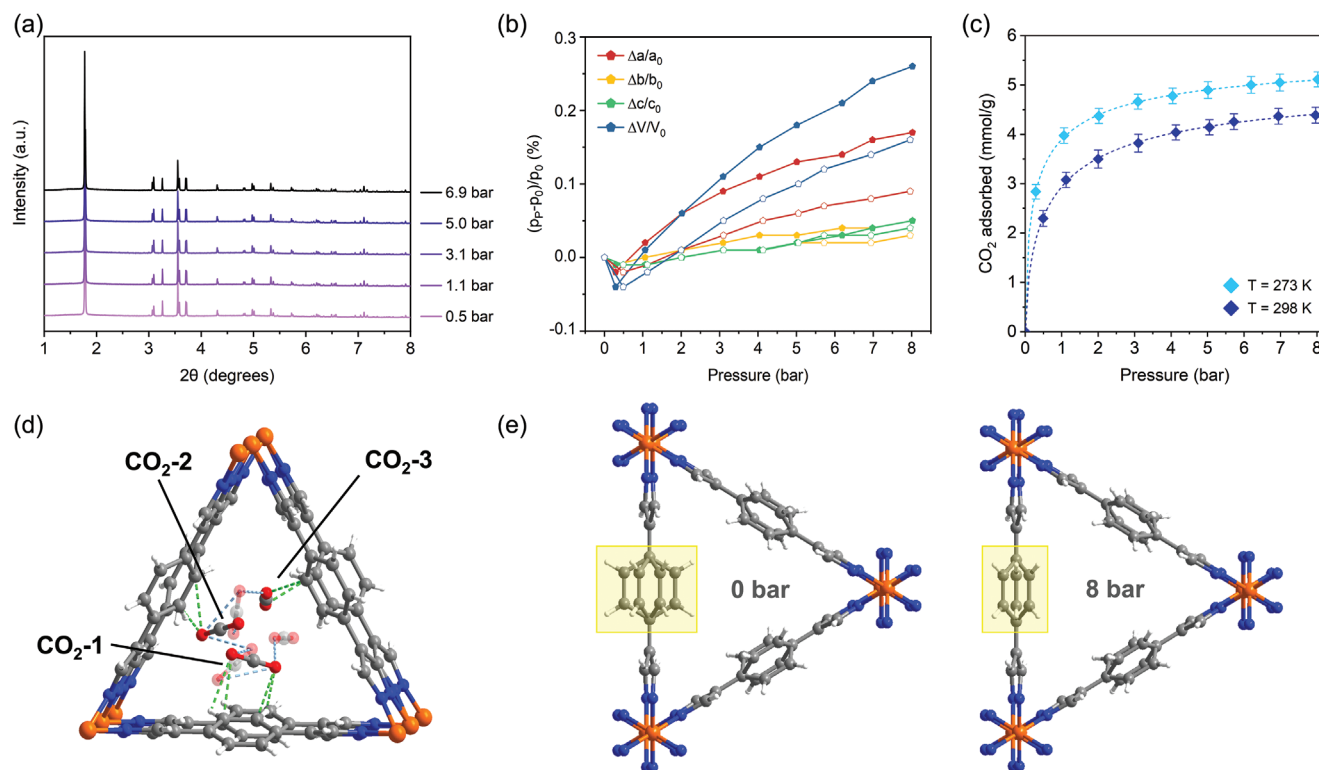 (a)
Intensity (a.u.)
6.9 bar
5.0 bar
3.1 bar
1.1 bar
0.5 bar
1 2 3 4 5 6 7 8
2θ (degrees)
(b)
(pₚ-p₀)/p₀ (%)
0.3
0.2
0.1
0.0
-0.1
Δa/a₀
Δb/b₀
Δc/c₀
ΔV/V₀
0 1 2 3 4 5 6 7 8
Pressure (bar)
(c)
CO₂ adsorbed (mmol/g)
6
5
4
3
2
1
0
T = 273 K
T = 298 K
0 1 2 3 4 5 6 7 8
Pressure (bar)
(d)
CO₂-2
CO₂-3
CO₂-1
(e)
0 bar
8 bar